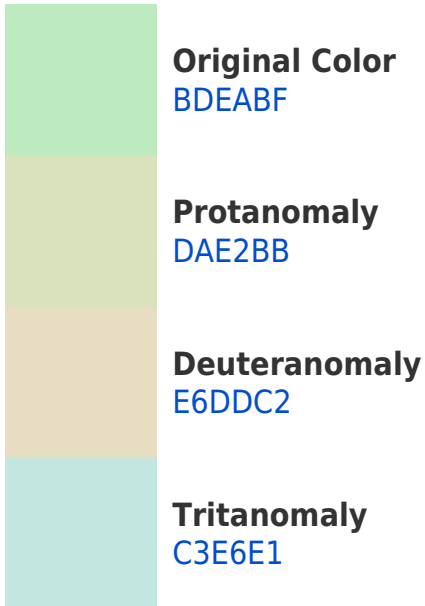 Original Color
BDEABF
Protanomaly
DAE2BB
Deuteranomaly
E6DDC2
Tritanomaly
C3E6E1